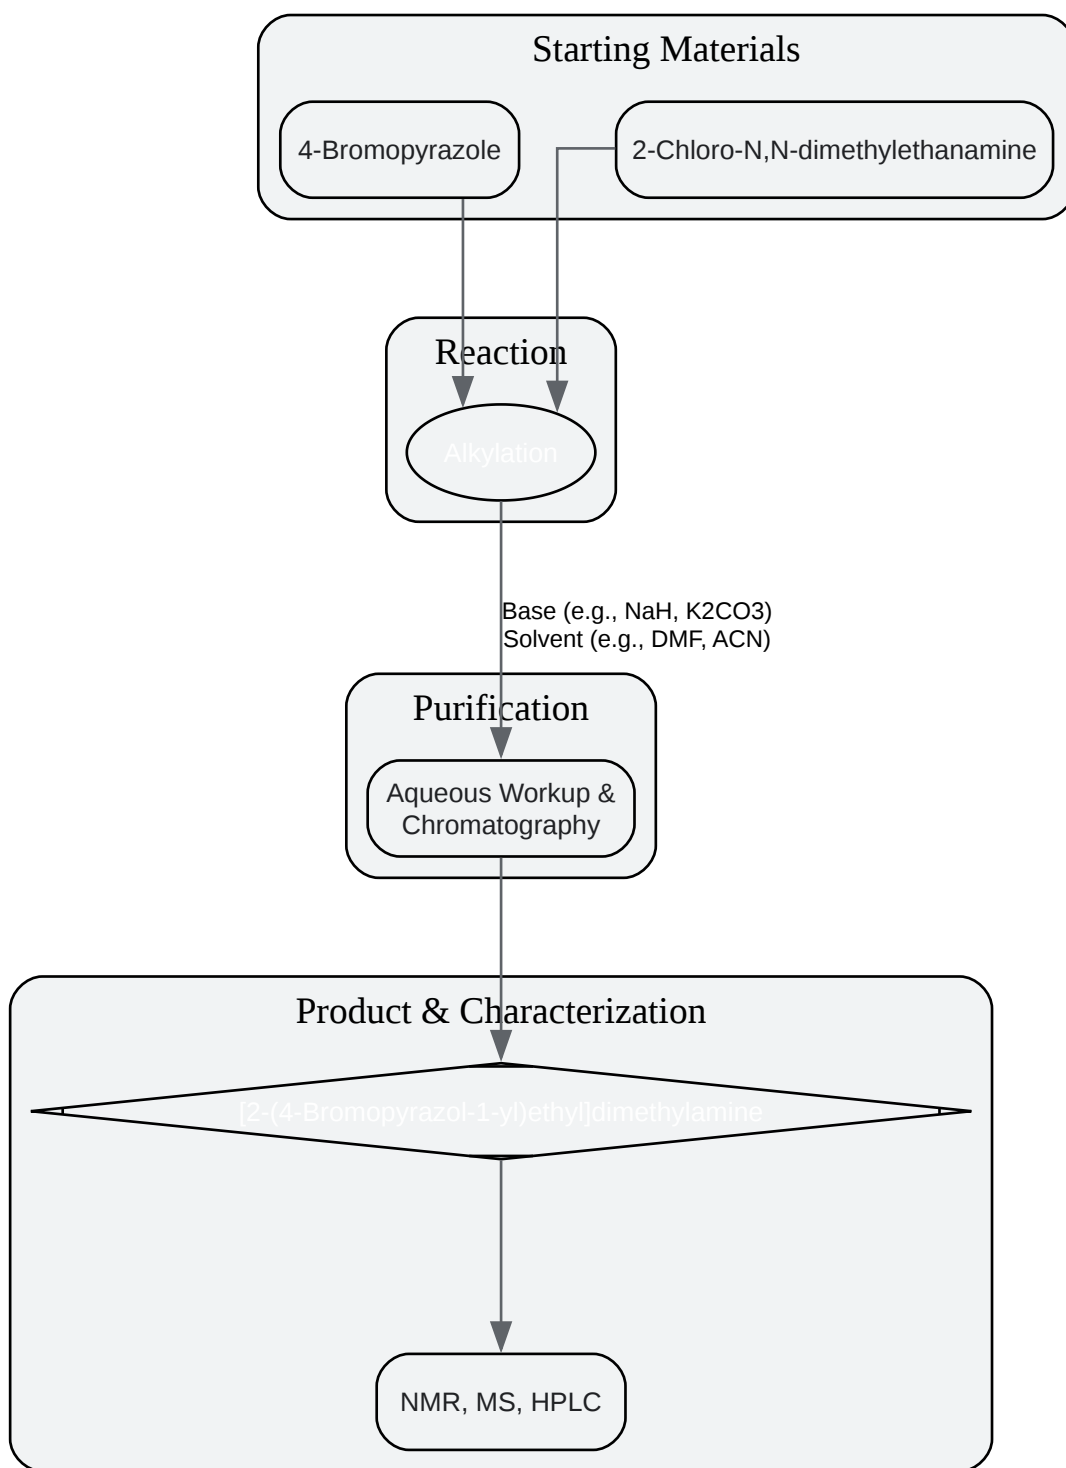 Starting Materials
4-Bromopyrazole
2-Chloro-N,N-dimethylethanamine
Reaction
Alkylation
Base (e.g., NaH, K2CO3)
Solvent (e.g., DMF, ACN)
Purification
Aqueous Workup &
Chromatography
Product & Characterization
[2-(4-Bromopyrazol-1-yl)ethyl]dimethylamine
NMR, MS, HPLC